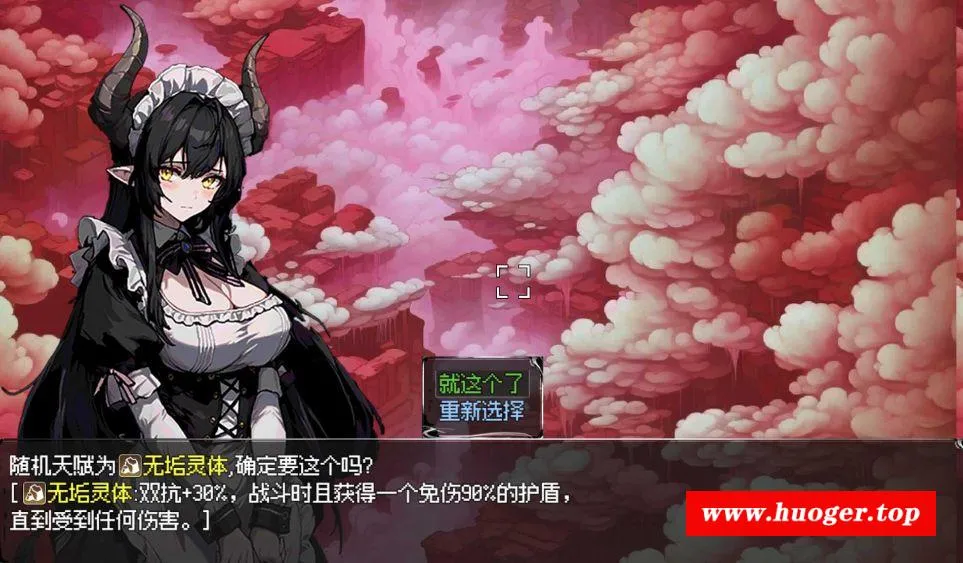 就这个了
重新选择
随机天赋为无垢灵体,确定要这个吗?
[无垢灵体:双抗+30%，战斗时且获得一个免伤90%的护盾，
直到受到任何伤害。]
www.huoger.top